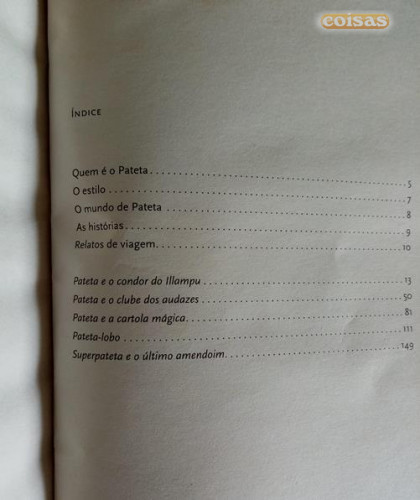 coisas
ÍNDICE
Quem é o Pateta 5
O estilo 7
O mundo de Pateta 8
As histórias 9
Relatos de viagem 10
Pateta e o condor do Illampu 13
Pateta e o clube dos audazes 50
Pateta e a cartola mágica 81
Pateta-lobo 111
Superpateta e o último amendoim 149